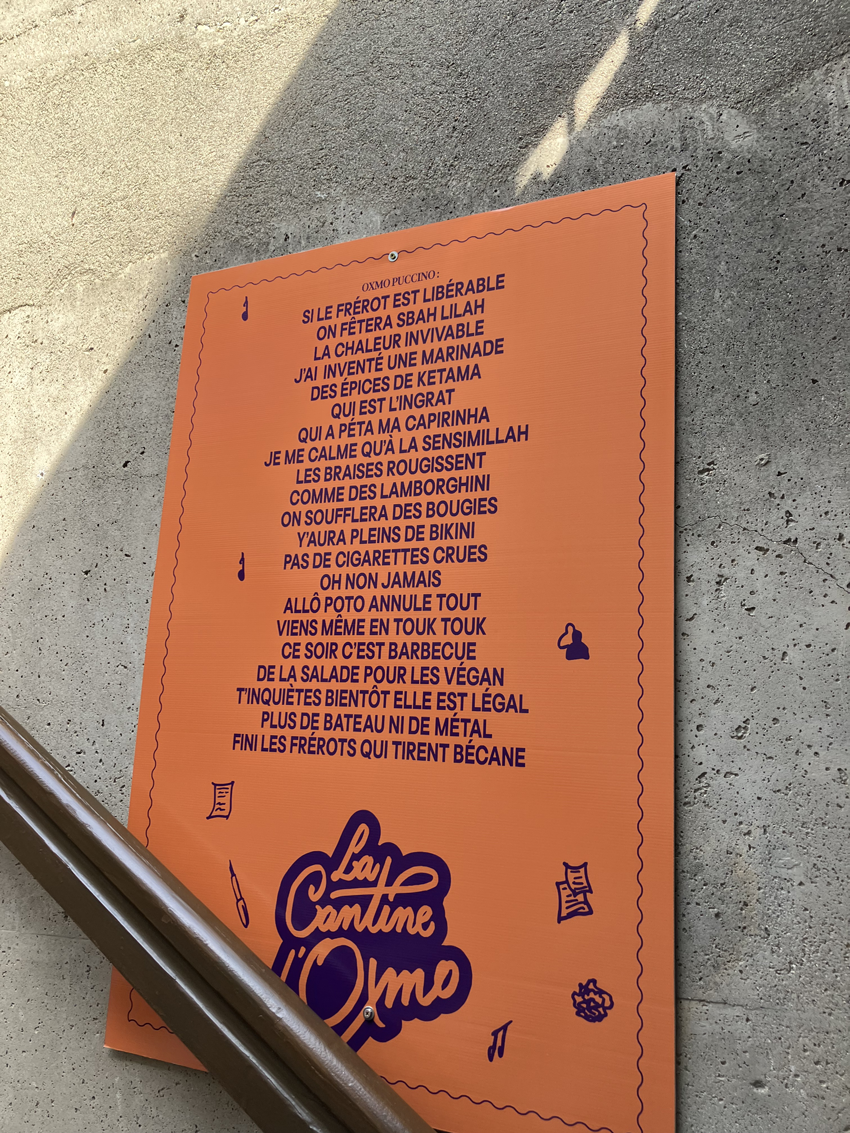 OXMO PUCCINO :
SI LE FRÉROT EST LIBÉRABLE
ON FÊTERA SBAH LILAH
LA CHALEUR INVIVABLE
J'AI INVENTÉ UNE MARINADE
DES ÉPICES DE KETAMA
QUI EST L'INGRAT
QUI A PÉTA MA CAPIRINHA
JE ME CALME QU'À LA SENSIMILLAH
LES BRAISES ROUGISSENT
COMME DES LAMBORGHINI
ON SOUFFLERA DES BOUGIES
Y'AURA PLEINS DE BIKINI
PAS DE CIGARETTES CRUES
OH NON JAMAIS
ALLÔ POTO ANNULE TOUT
VIENS MÊME EN TOUK TOUK
CE SOIR C'EST BARBECUE
DE LA SALADE POUR LES VÉGAN
T'INQUIÈTES BIENTÔT ELLE EST LÉGAL
PLUS DE BATEAU NI DE MÉTAL
FINI LES FRÉROTS QUI TIRENT BÉCANE
La
Cantine
d'Oxmo